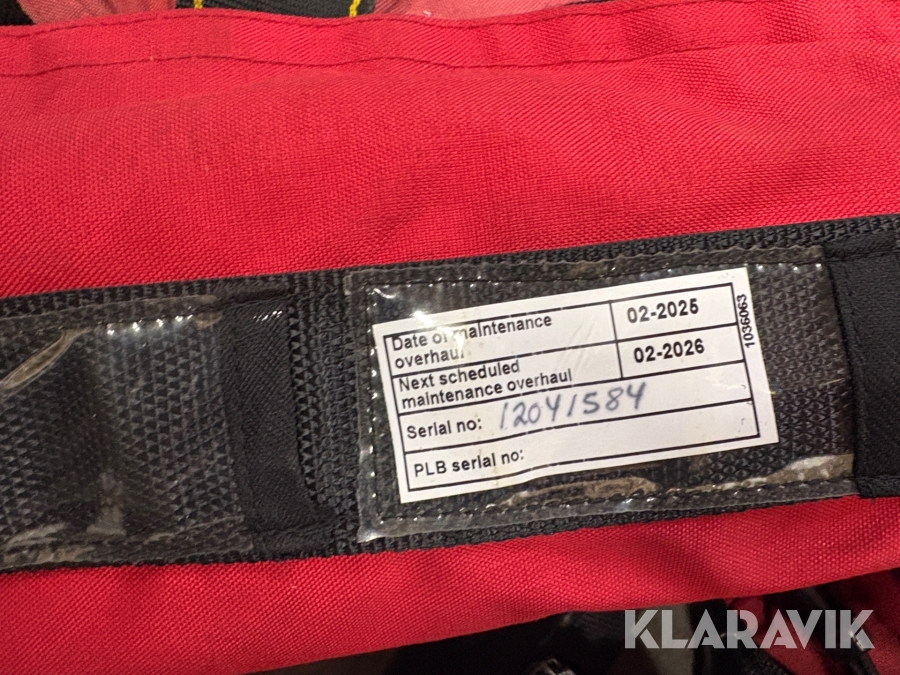 Date of maintenance
overhaul
02-2025
Next scheduled
maintenance overhaul
02-2026
Serial no: 12041584
PLB serial no:
1036063
KLARAVIK